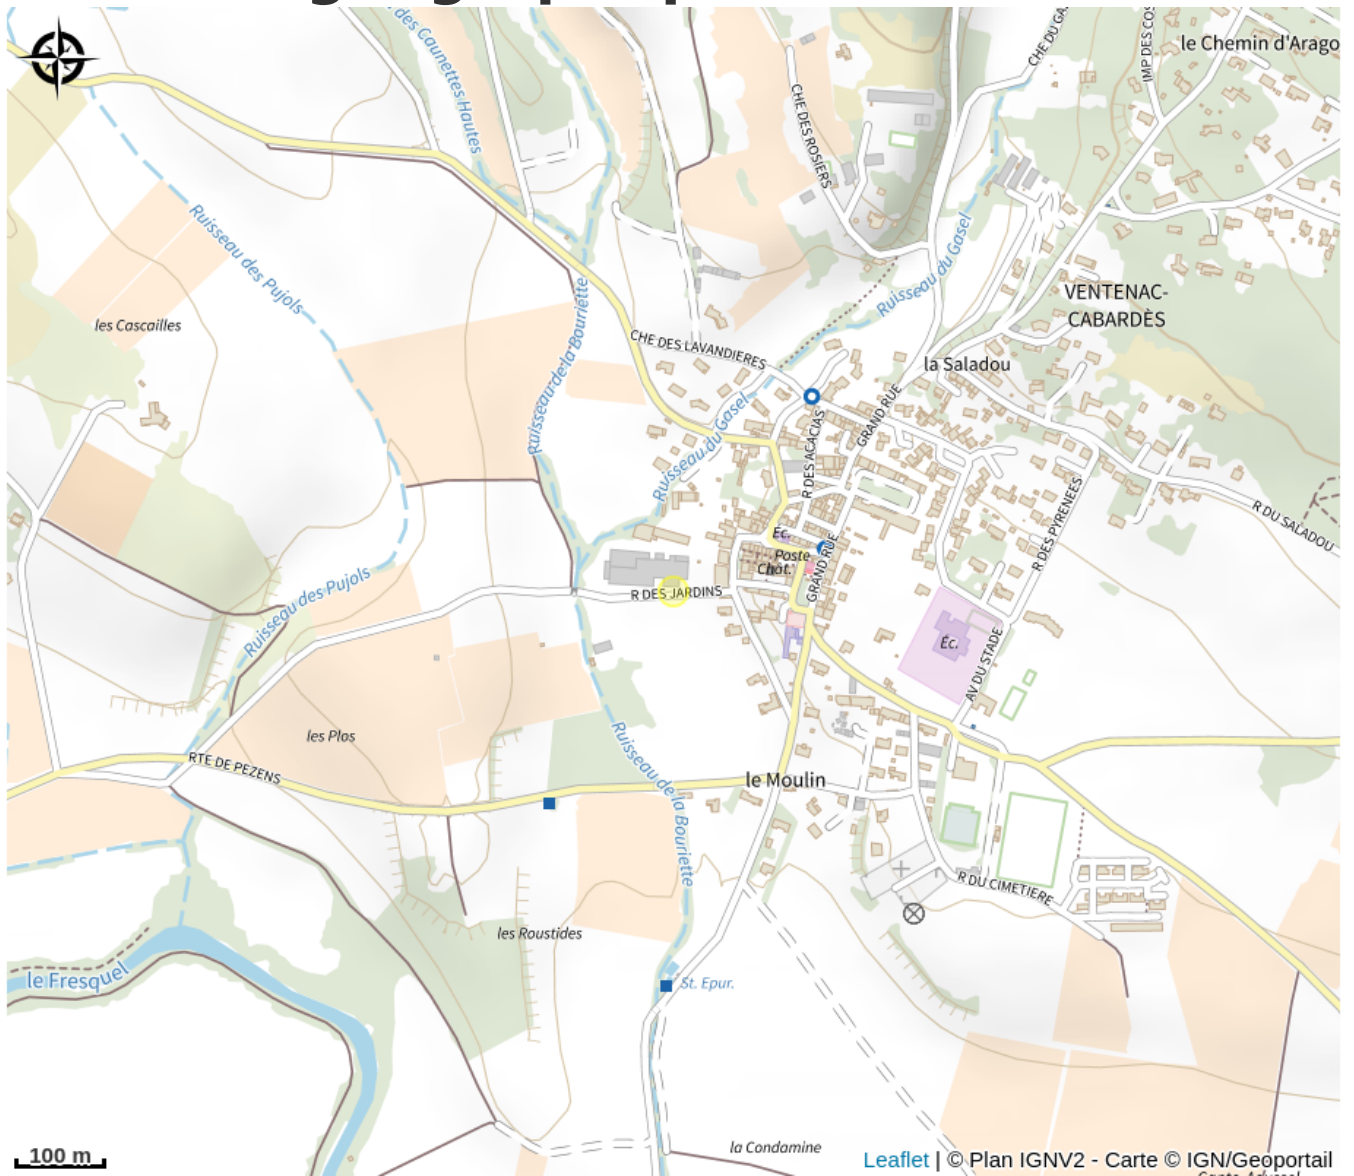 des Caunettes Hautes
CHE DU GA
IMP DES COS
le Chemin d'Arago
CHE DES ROSIERS
Ruisseau des Pujols
Ruisseau du Gasel
Ruisseau de la Bouriette
VENTENAC-
CABARDÈS
les Cascailles
CHE DES LAVANDIERES
la Saladou
GRAND RUE
R DES ACACIAS
Ruisseau du Gasel
R DES PYRENEES
R DU SALADOU
Éc.
Poste
Chât.
GRAND RUE
R DES JARDINS
Ruisseau des Pujols
Éc.
AV DU STADE
les Plos
Ruisseau de la Bouriette
RTE DE PEZENS
le Moulin
R DU CIMETIERE
les Roustides
le Fresquel
St. Epur.
la Condamine
100 m
Leaflet | © Plan IGNV2 - Carte © IGN/Geoportail